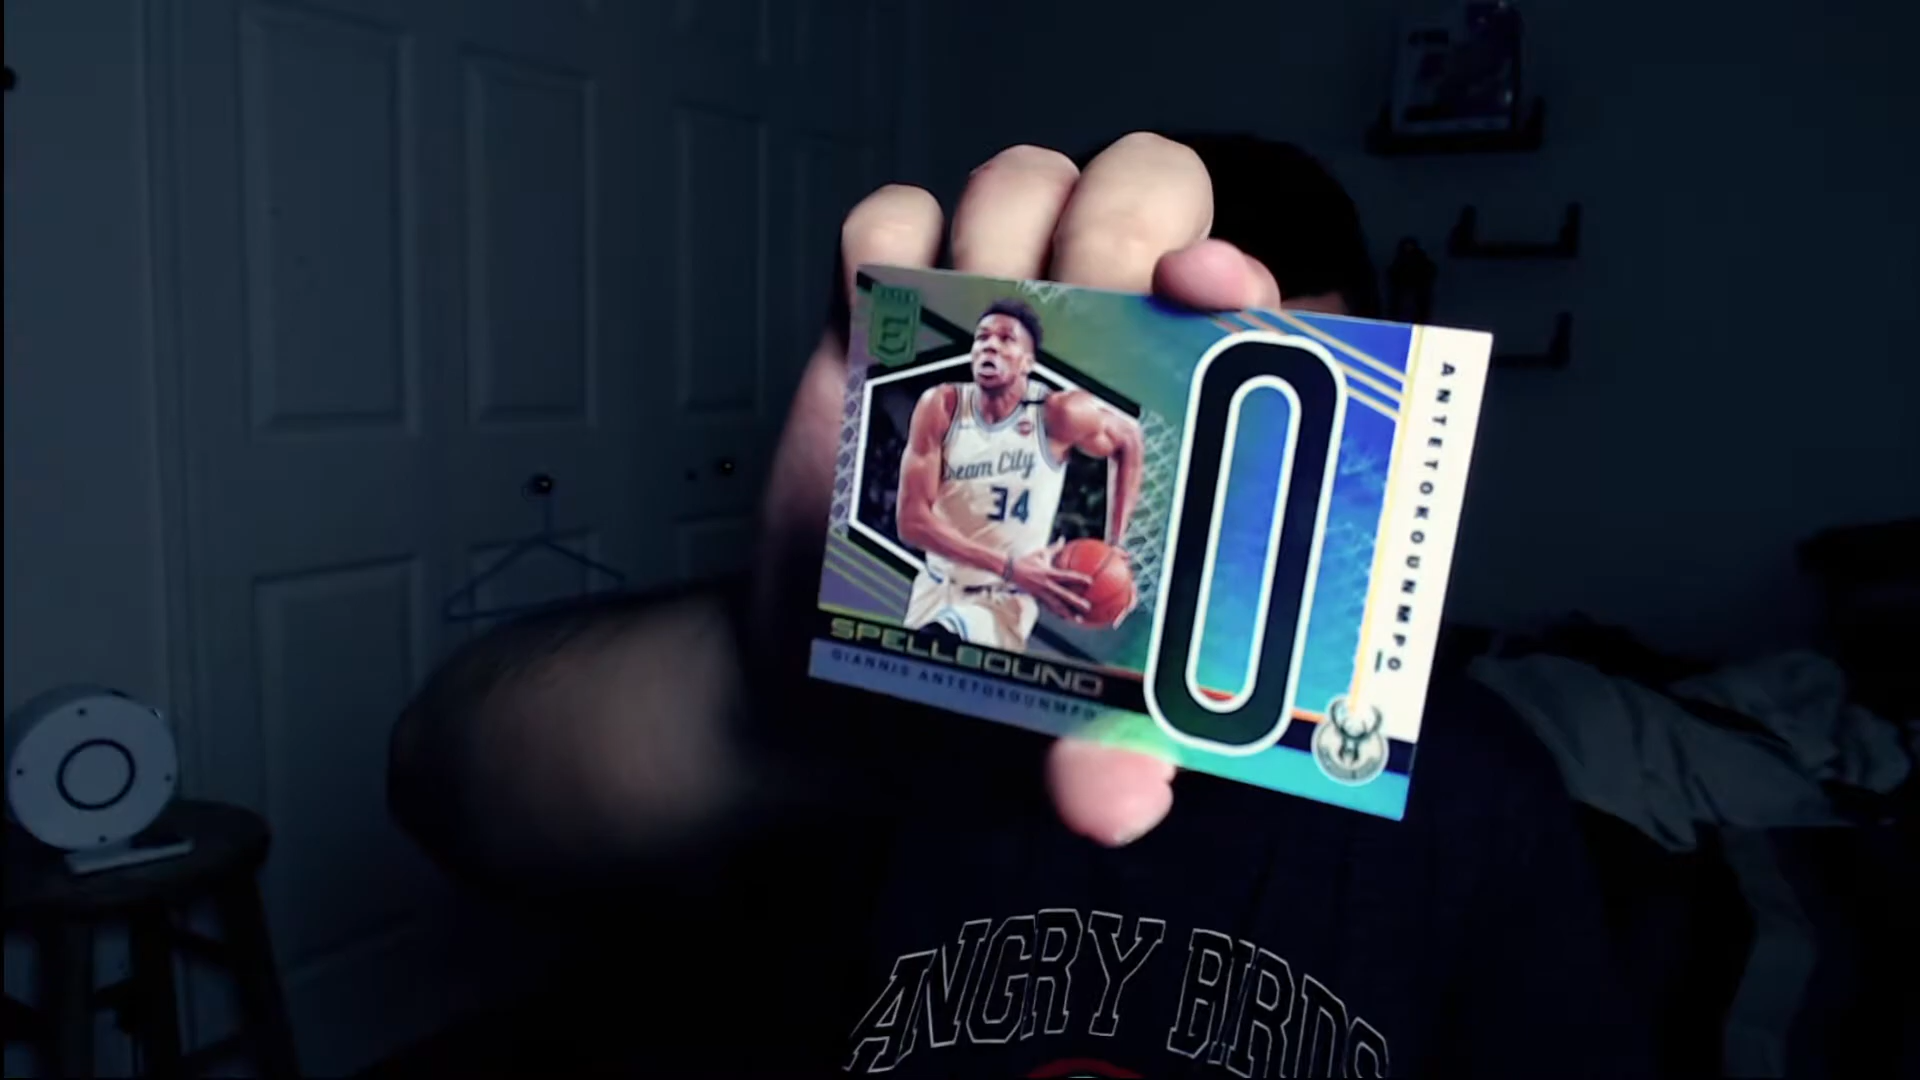 E
Cream City
34
O
ANTETOKOUNMPO
SPELLBOUND
GIANNIS ANTETOKOUNMPO
ANGRY BIRDS